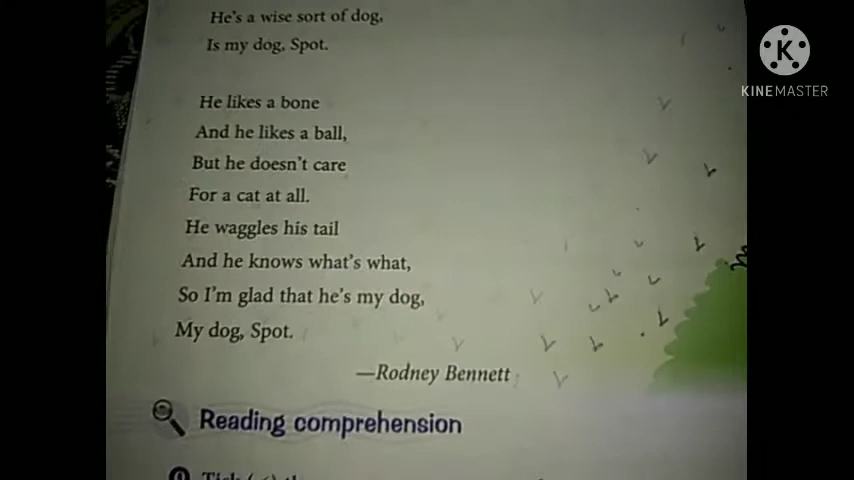 He's a wise sort of dog,
Is my dog, Spot.
K
KINEMASTER
He likes a bone
And he likes a ball,
But he doesn't care
For a cat at all.
He waggles his tail
And he knows what's what,
So I'm glad that he's my dog,
My dog, Spot.
—Rodney Bennett
Reading comprehension